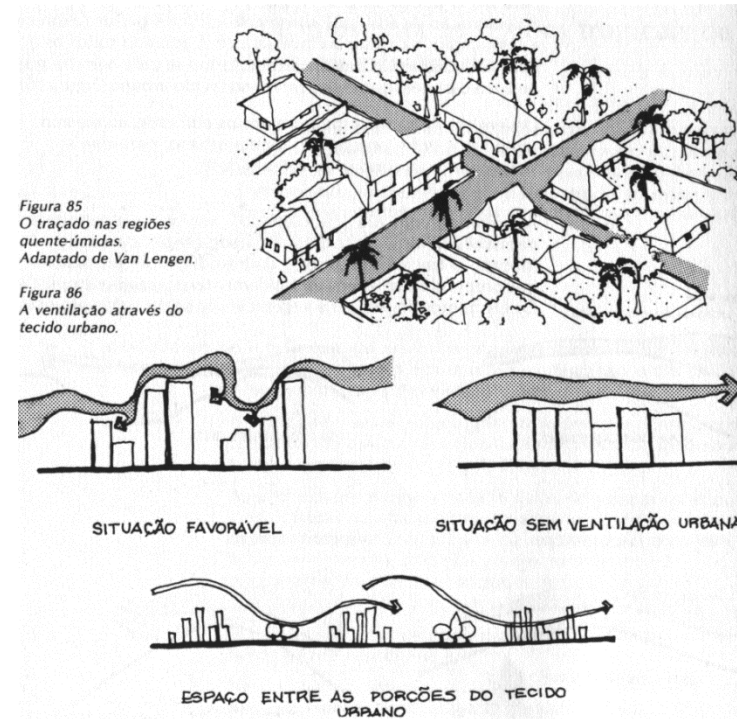 Figura 85
O traçado nas regiões
quente-úmidas.
Adaptado de Van Lengen.
Figura 86
A ventilação através do
tecido urbano.
SITUAÇÃO FAVORÁVEL
SITUAÇÃO SEM VENTILAÇÃO URBANA
ESPAÇO ENTRE AS PORÇÕES DO TECIDO
URBANO